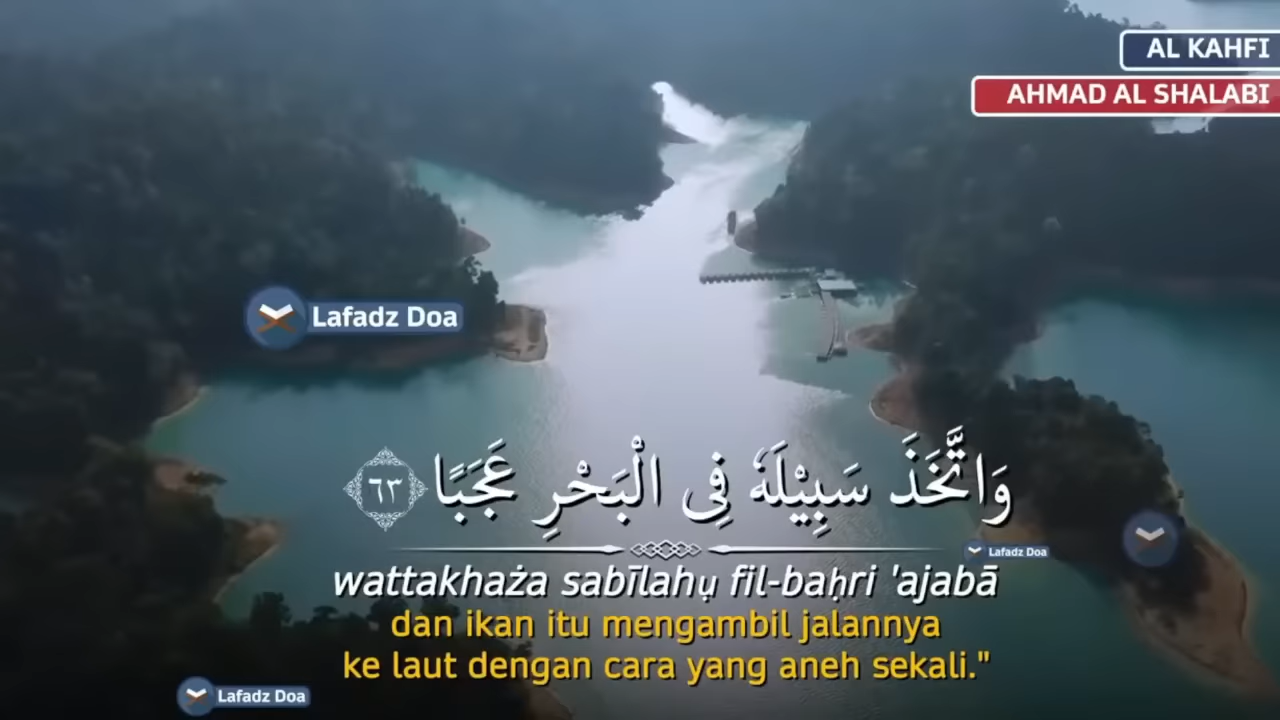 AL KAHFI
AHMAD AL SHALABI
Lafadz Doa
وَاتَّخَذَ سَبِيْلَهٗ فِى الْبَحْرِ عَجَبًا ٦٣
Lafadz Doa
wattakhaża sabīlahụ fil-baḥri 'ajabā
dan ikan itu mengambil jalannya
ke laut dengan cara yang aneh sekali."
Lafadz Doa